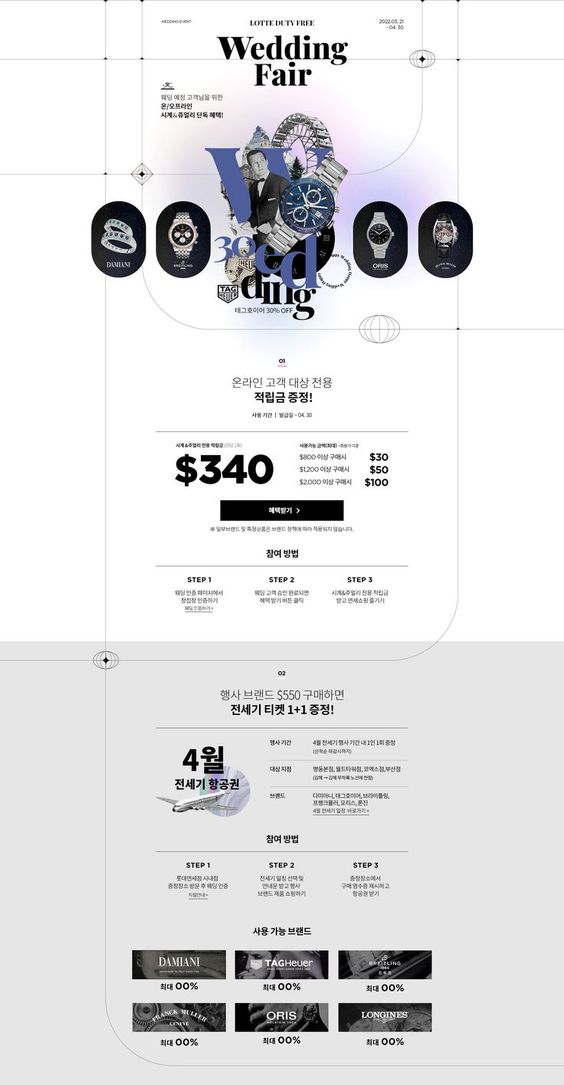 WEDDING EVENT
LOTTE DUTY FREE
2022.03. 21
- 04. 30
Wedding
Fair
웨딩 예정 고객님을 위한
온/오프라인
시계&쥬얼리 단독 혜택!
W
30
ed
ding
DAMIANI
BREITLING
ORIS
TAG
HEUER
태그호이어 30% OFF
01
온라인 고객 대상 전용
적립금 증정!
사용 기간 | 발급일 - 04. 30
시계&쥬얼리 전용 적립금
사용가능 금액(최대)
$340
$800 이상 구매시 $30
$1,200 이상 구매시 $50
$2,000 이상 구매시 $100
혜택받기 >
※ 일부브랜드 및 특정상품은 브랜드 정책에 따라 적용되지 않습니다.
참여 방법
STEP 1
웨딩 인증 페이지에서
청첩장 인증하기
웨딩 인증하기 >
STEP 2
웨딩 고객 승인 완료되면
혜택 받기 버튼 클릭
STEP 3
시계&주얼리 전용 적립금
받고 면세쇼핑 즐기기
02
행사 브랜드 $550 구매하면
전세기 티켓 1+1 증정!
4월
전세기 항공권
행사 기간
4월 전세기 행사 기간 내 1인 1회 증정
(선착순 마감시까지)
대상 지점
명동본점, 월드타워점, 코엑스점, 부산점
(김해 → 김해 무착륙 노선에 한함)
브랜드
다미아니, 태그호이어, 브라이틀링,
프랭크뮬러, 오리스, 론진
4월 전세기 일정 바로가기 >
참여 방법
STEP 1
롯데면세점 시내점
증정장소 방문 후 웨딩 인증
지점안내 >
STEP 2
전세기 일정 선택 및
안내문 받고 행사
브랜드 제품 쇼핑하기
STEP 3
증정장소에서
구매 영수증 제시하고
항공권 받기
사용 가능 브랜드
DAMIANI
최대 00%
TAGHeuer
최대 00%
BREITLING
1884
최대 00%
FRANCK MULLER
GENEVE
최대 00%
ORIS
HOLSTEIN 1904
최대 00%
LONGINES
최대 00%